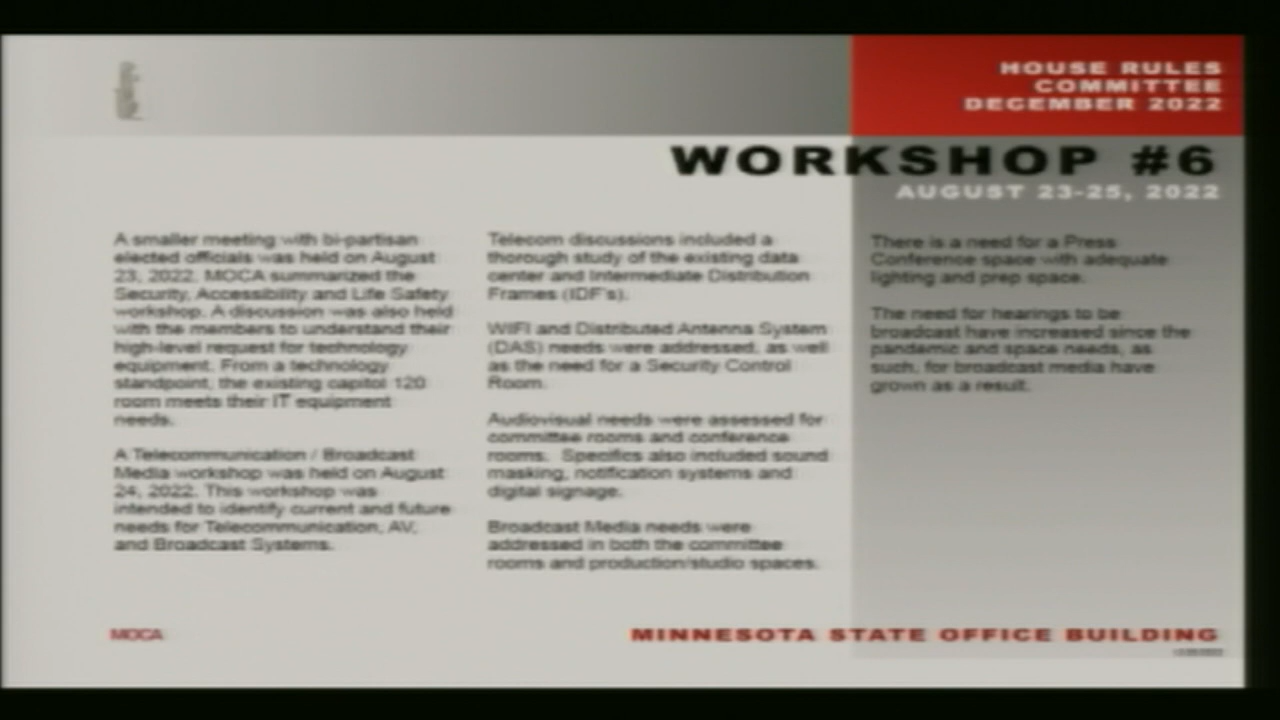 HOUSE RULES
COMMITTEE
DECEMBER 2022
WORKSHOP #6
AUGUST 23-25, 2022
A smaller meeting with bi-partisan
elected officials was held on August
23, 2022. MOCA summarized the
Security, Accessibility and Life Safety
workshop. A discussion was also held
with the members to understand their
high-level request for technology
equipment. From a technology
standpoint, the existing capitol 120
room meets their IT equipment
needs.
A Telecommunication / Broadcast
Media workshop was held on August
24, 2022. This workshop was
intended to identify current and future
needs for Telecommunication, AV,
and Broadcast Systems.
Telecom discussions included a
thorough study of the existing data
center and Intermediate Distribution
Frames (IDF's).
WIFI and Distributed Antenna System
(DAS) needs were addressed, as well
as the need for a Security Control
Room.
Audiovisual needs were assessed for
committee rooms and conference
rooms.  Specifics also included sound
masking, notification systems and
digital signage.
Broadcast Media needs were
addressed in both the committee
rooms and production/studio spaces.
There is a need for a Press
Conference space with adequate
lighting and prep space.
The need for hearings to be
broadcast have increased since the
pandemic and space needs, as
such, for broadcast media have
grown as a result.
MOCA
MINNESOTA STATE OFFICE BUILDING